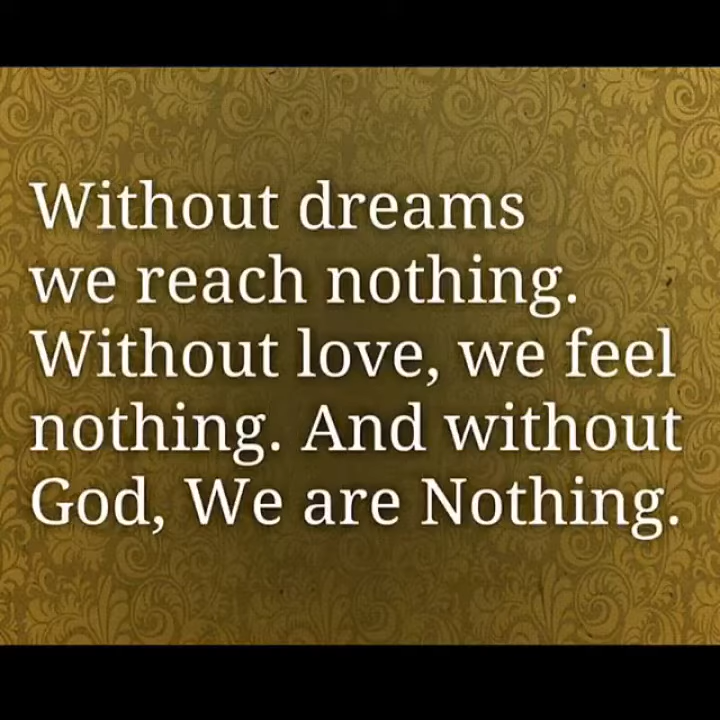 Without dreams
we reach nothing.
Without love, we feel
nothing. And without
God, We are Nothing.